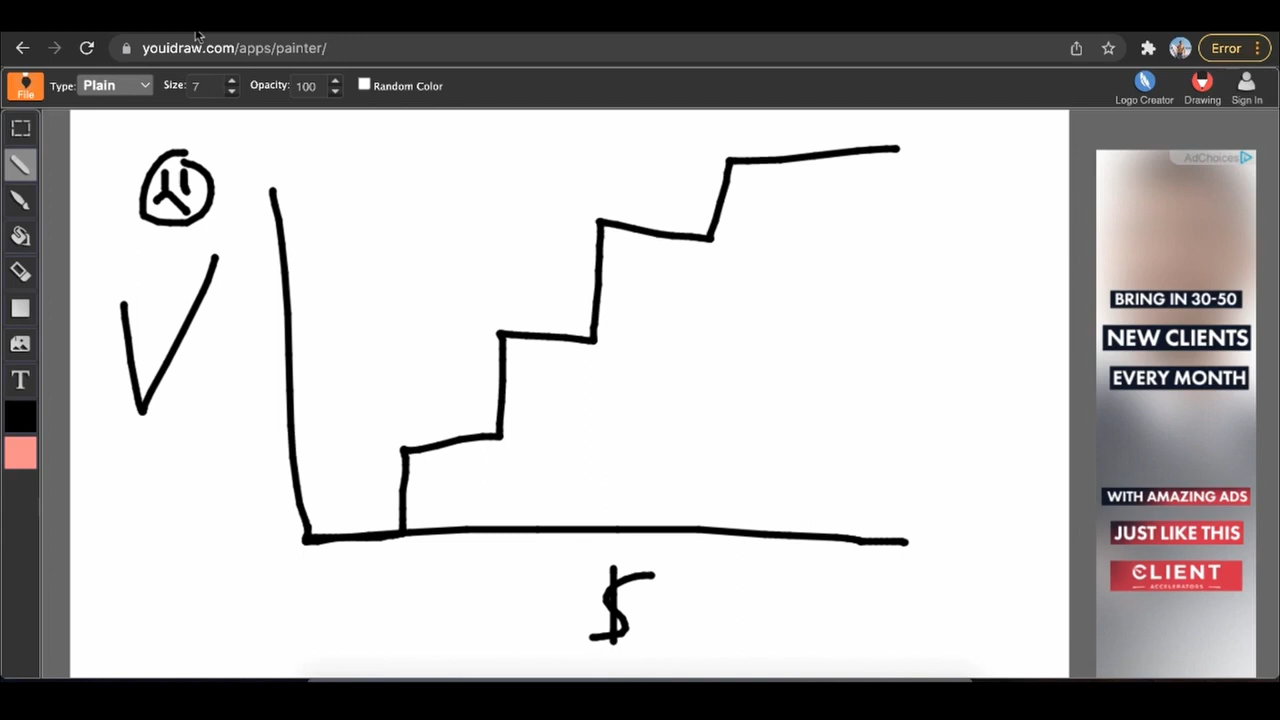 youidraw.com/apps/painter/
Error
File
Type: Plain Size: 7 Opacity: 100 Random Color
Logo Creator Drawing Sign In
AdChoices
BRING IN 30-50
NEW CLIENTS
EVERY MONTH
WITH AMAZING ADS
JUST LIKE THIS
CLIENT
ACCELERATORS
T
V
$